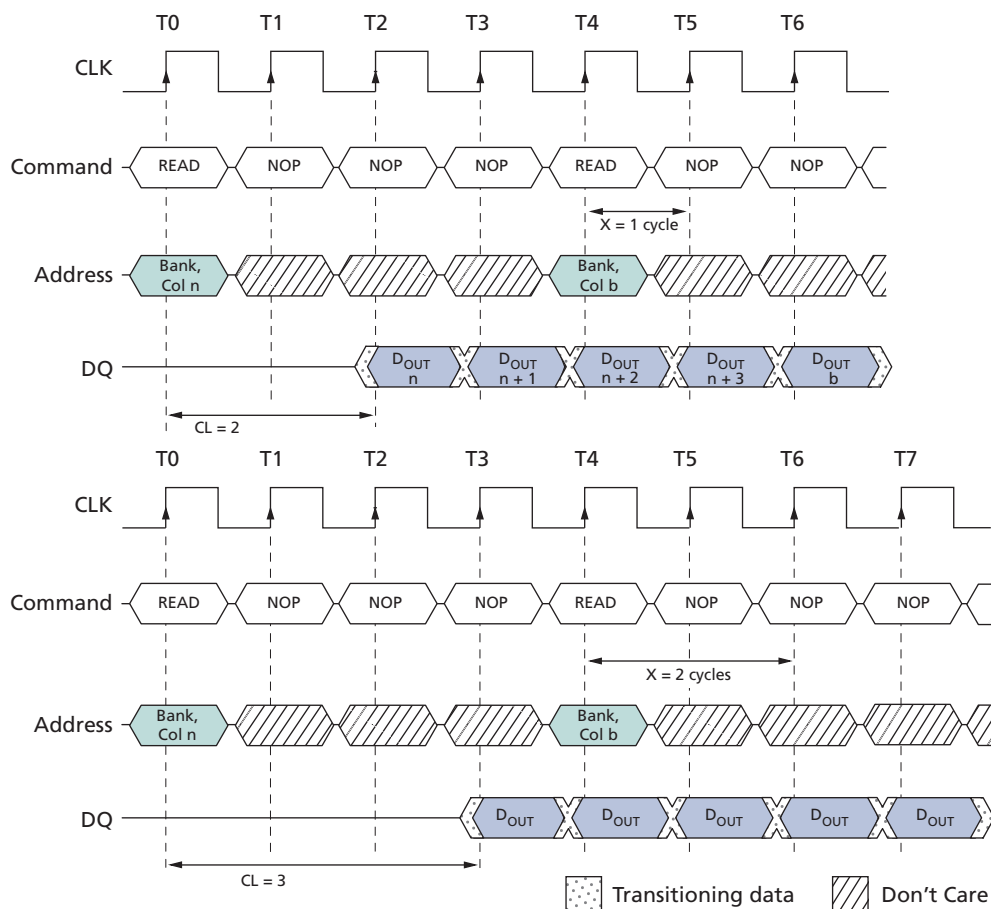 T0 T1 T2 T3 T4 T5 T6
CLK
Command READ NOP NOP NOP READ NOP NOP
X = 1 cycle
Address Bank, Col n Bank, Col b
DQ DOUT n DOUT n + 1 DOUT n + 2 DOUT n + 3 DOUT b
CL = 2
T0 T1 T2 T3 T4 T5 T6 T7
CLK
Command READ NOP NOP NOP READ NOP NOP NOP
X = 2 cycles
Address Bank, Col n Bank, Col b
DQ DOUT DOUT DOUT DOUT DOUT
CL = 3
Transitioning data Don't Care